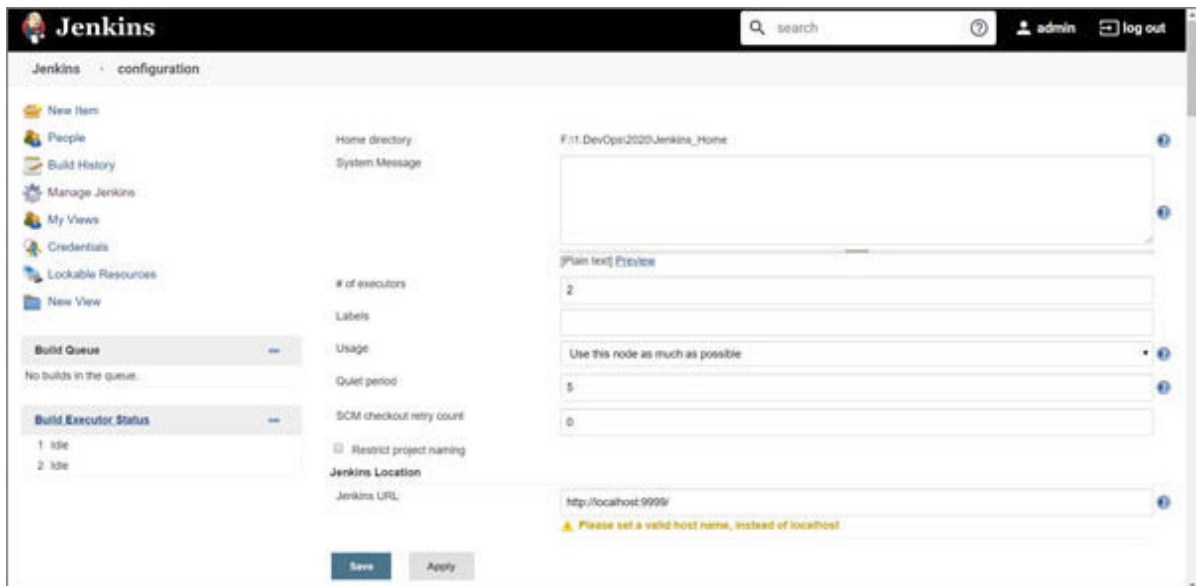 Jenkins
search
admin
log out
Jenkins
configuration
New Item
People
Build History
Manage Jenkins
My Views
Credentials
Lockable Resources
New View
Build Queue
No builds in the queue.
Build Executor Status
1 Idle
2 Idle
Home directory
F:\1.DevOps\2020\Jenkins_Home
System Message
[Plain text] Preview
# of executors
2
Labels
Usage
Use this node as much as possible
Quiet period
5
SCM checkout retry count
0
Restrict project naming
Jenkins Location
Jenkins URL
http://localhost:9999/
Please set a valid host name, instead of localhost
Save
Apply